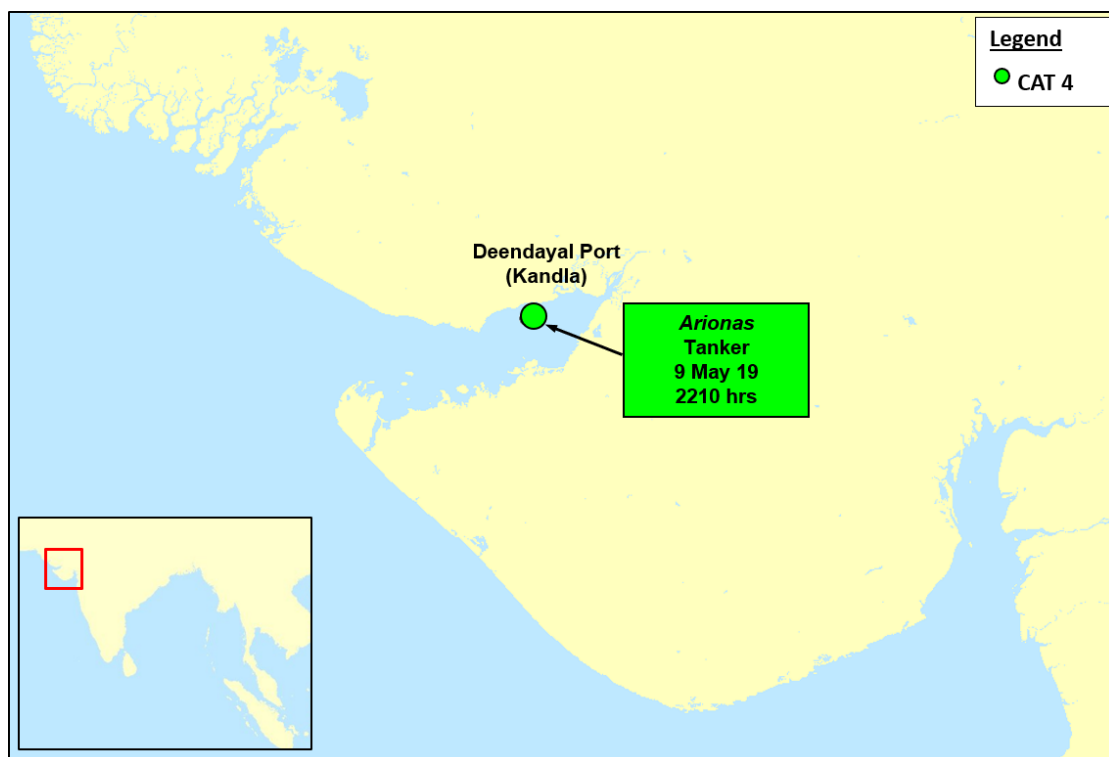 Legend
CAT 4
Deendayal Port
(Kandla)
Arionas
Tanker
9 May 19
2210 hrs